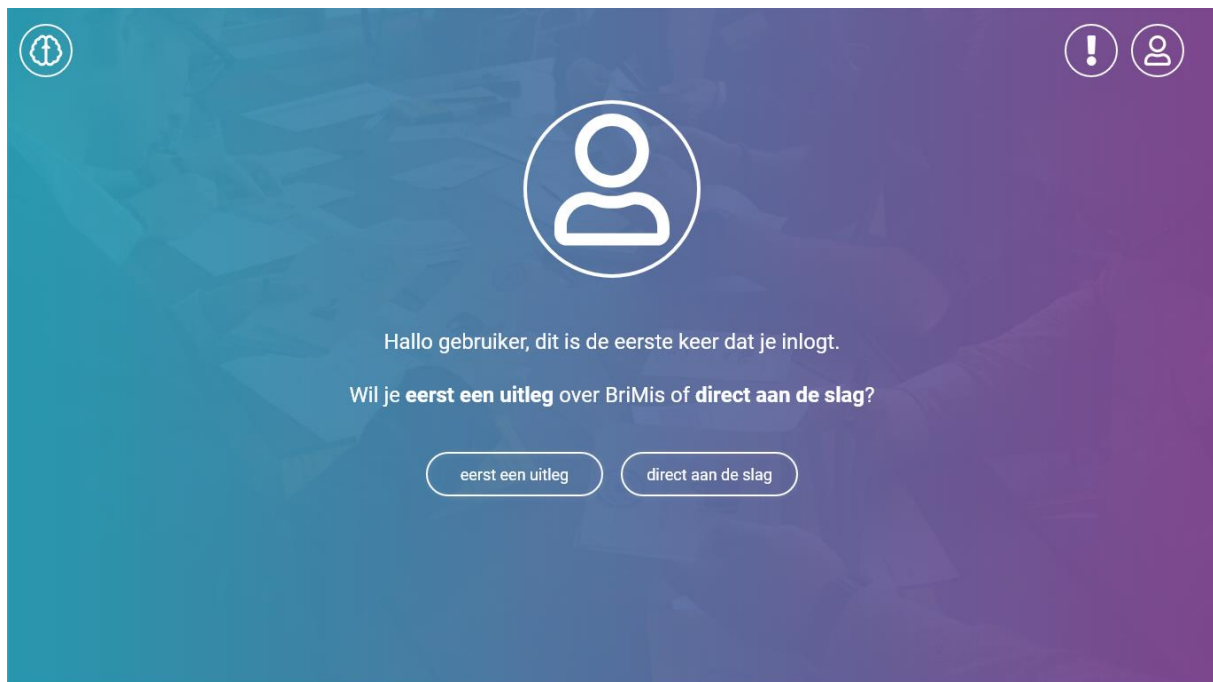 Hallo gebruiker, dit is de eerste keer dat je inlogt.
Wil je eerst een uitleg over BriMis of direct aan de slag?
eerst een uitleg
direct aan de slag